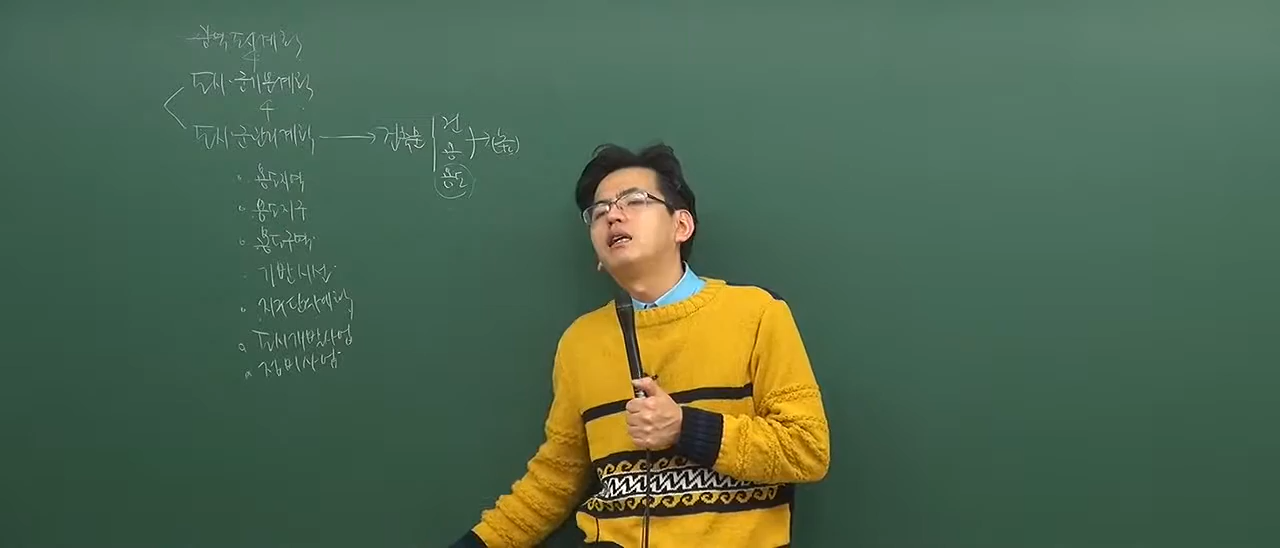 광역도시계획
도시·군기본계획
도시·군관리계획 → 건축물 건 용 용도 → 높
용도지역
용도지구
용도구역
기반시설
지구단위계획
도시개발사업
정비사업